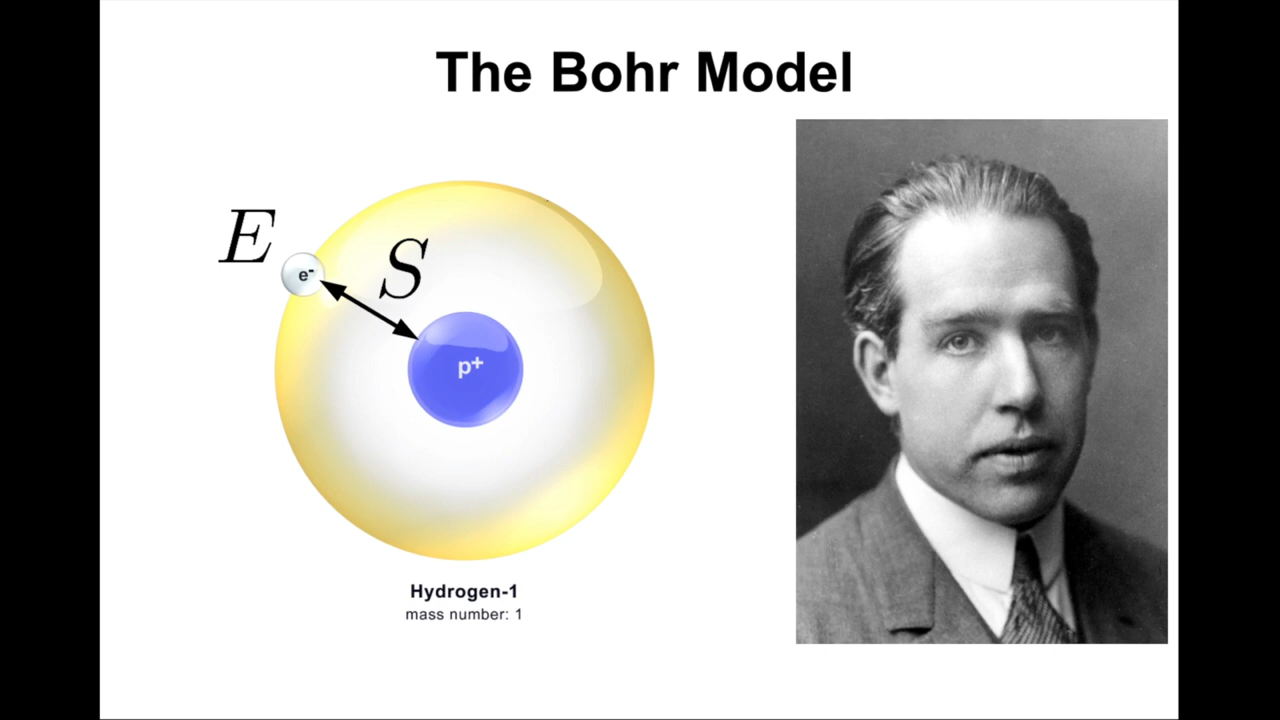 The Bohr Model
E
S
e-
p+
Hydrogen-1
mass number: 1